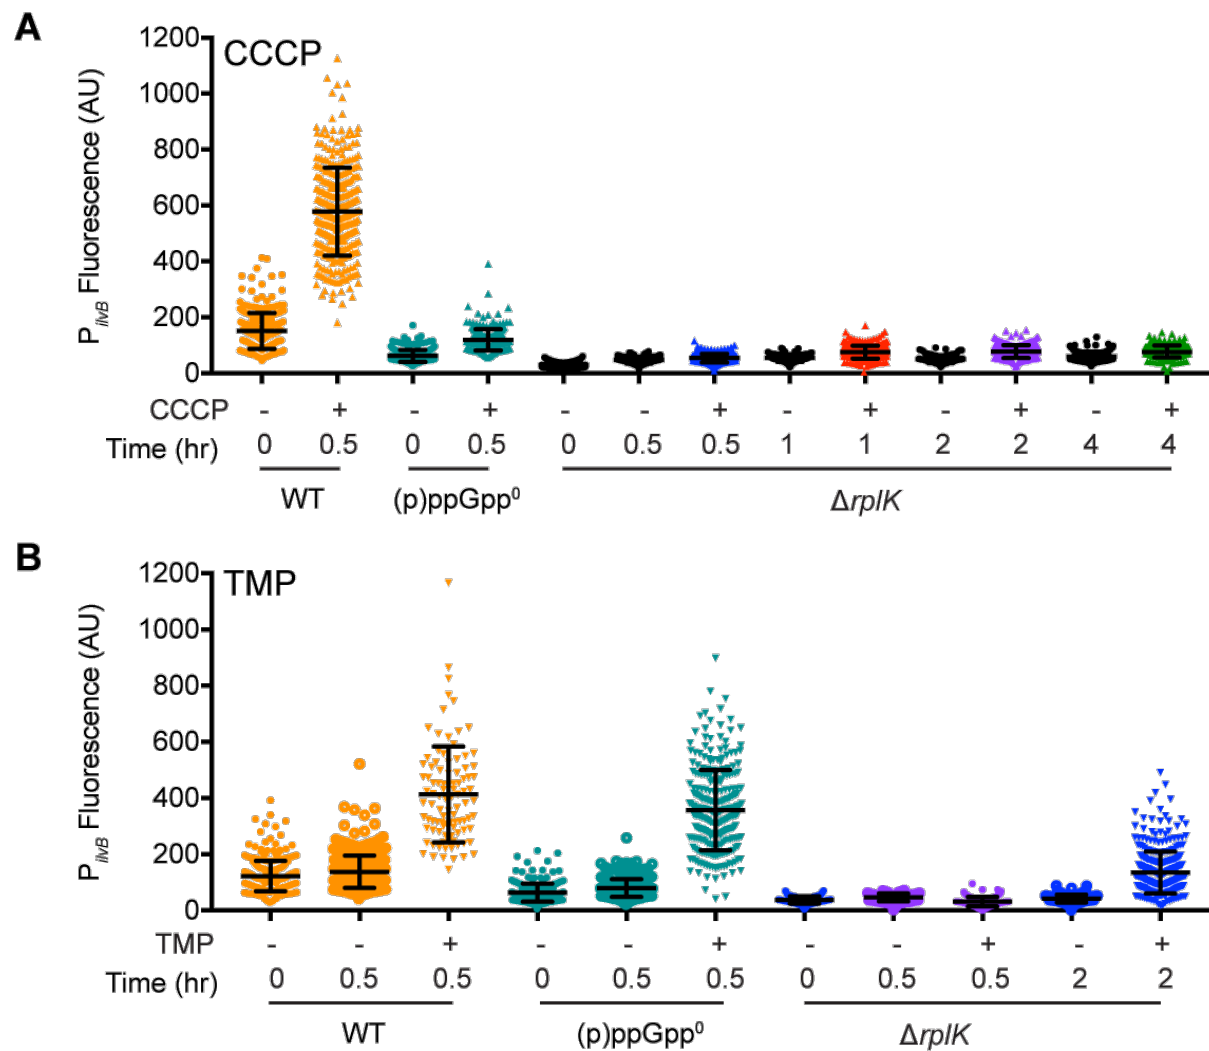 A
CCCP
P ilvB Fluorescence (AU)
1200
1000
800
600
400
200
0
CCCP - + - + - - + - + - + - +
Time (hr) 0 0.5 0 0.5 0 0.5 0.5 1 1 2 2 4 4
WT (p)ppGpp⁰ ΔrplK
B
TMP
P ilvB Fluorescence (AU)
1200
1000
800
600
400
200
0
TMP - - + - - + - - + - +
Time (hr) 0 0.5 0.5 0 0.5 0.5 0 0.5 0.5 2 2
WT (p)ppGpp⁰ ΔrplK